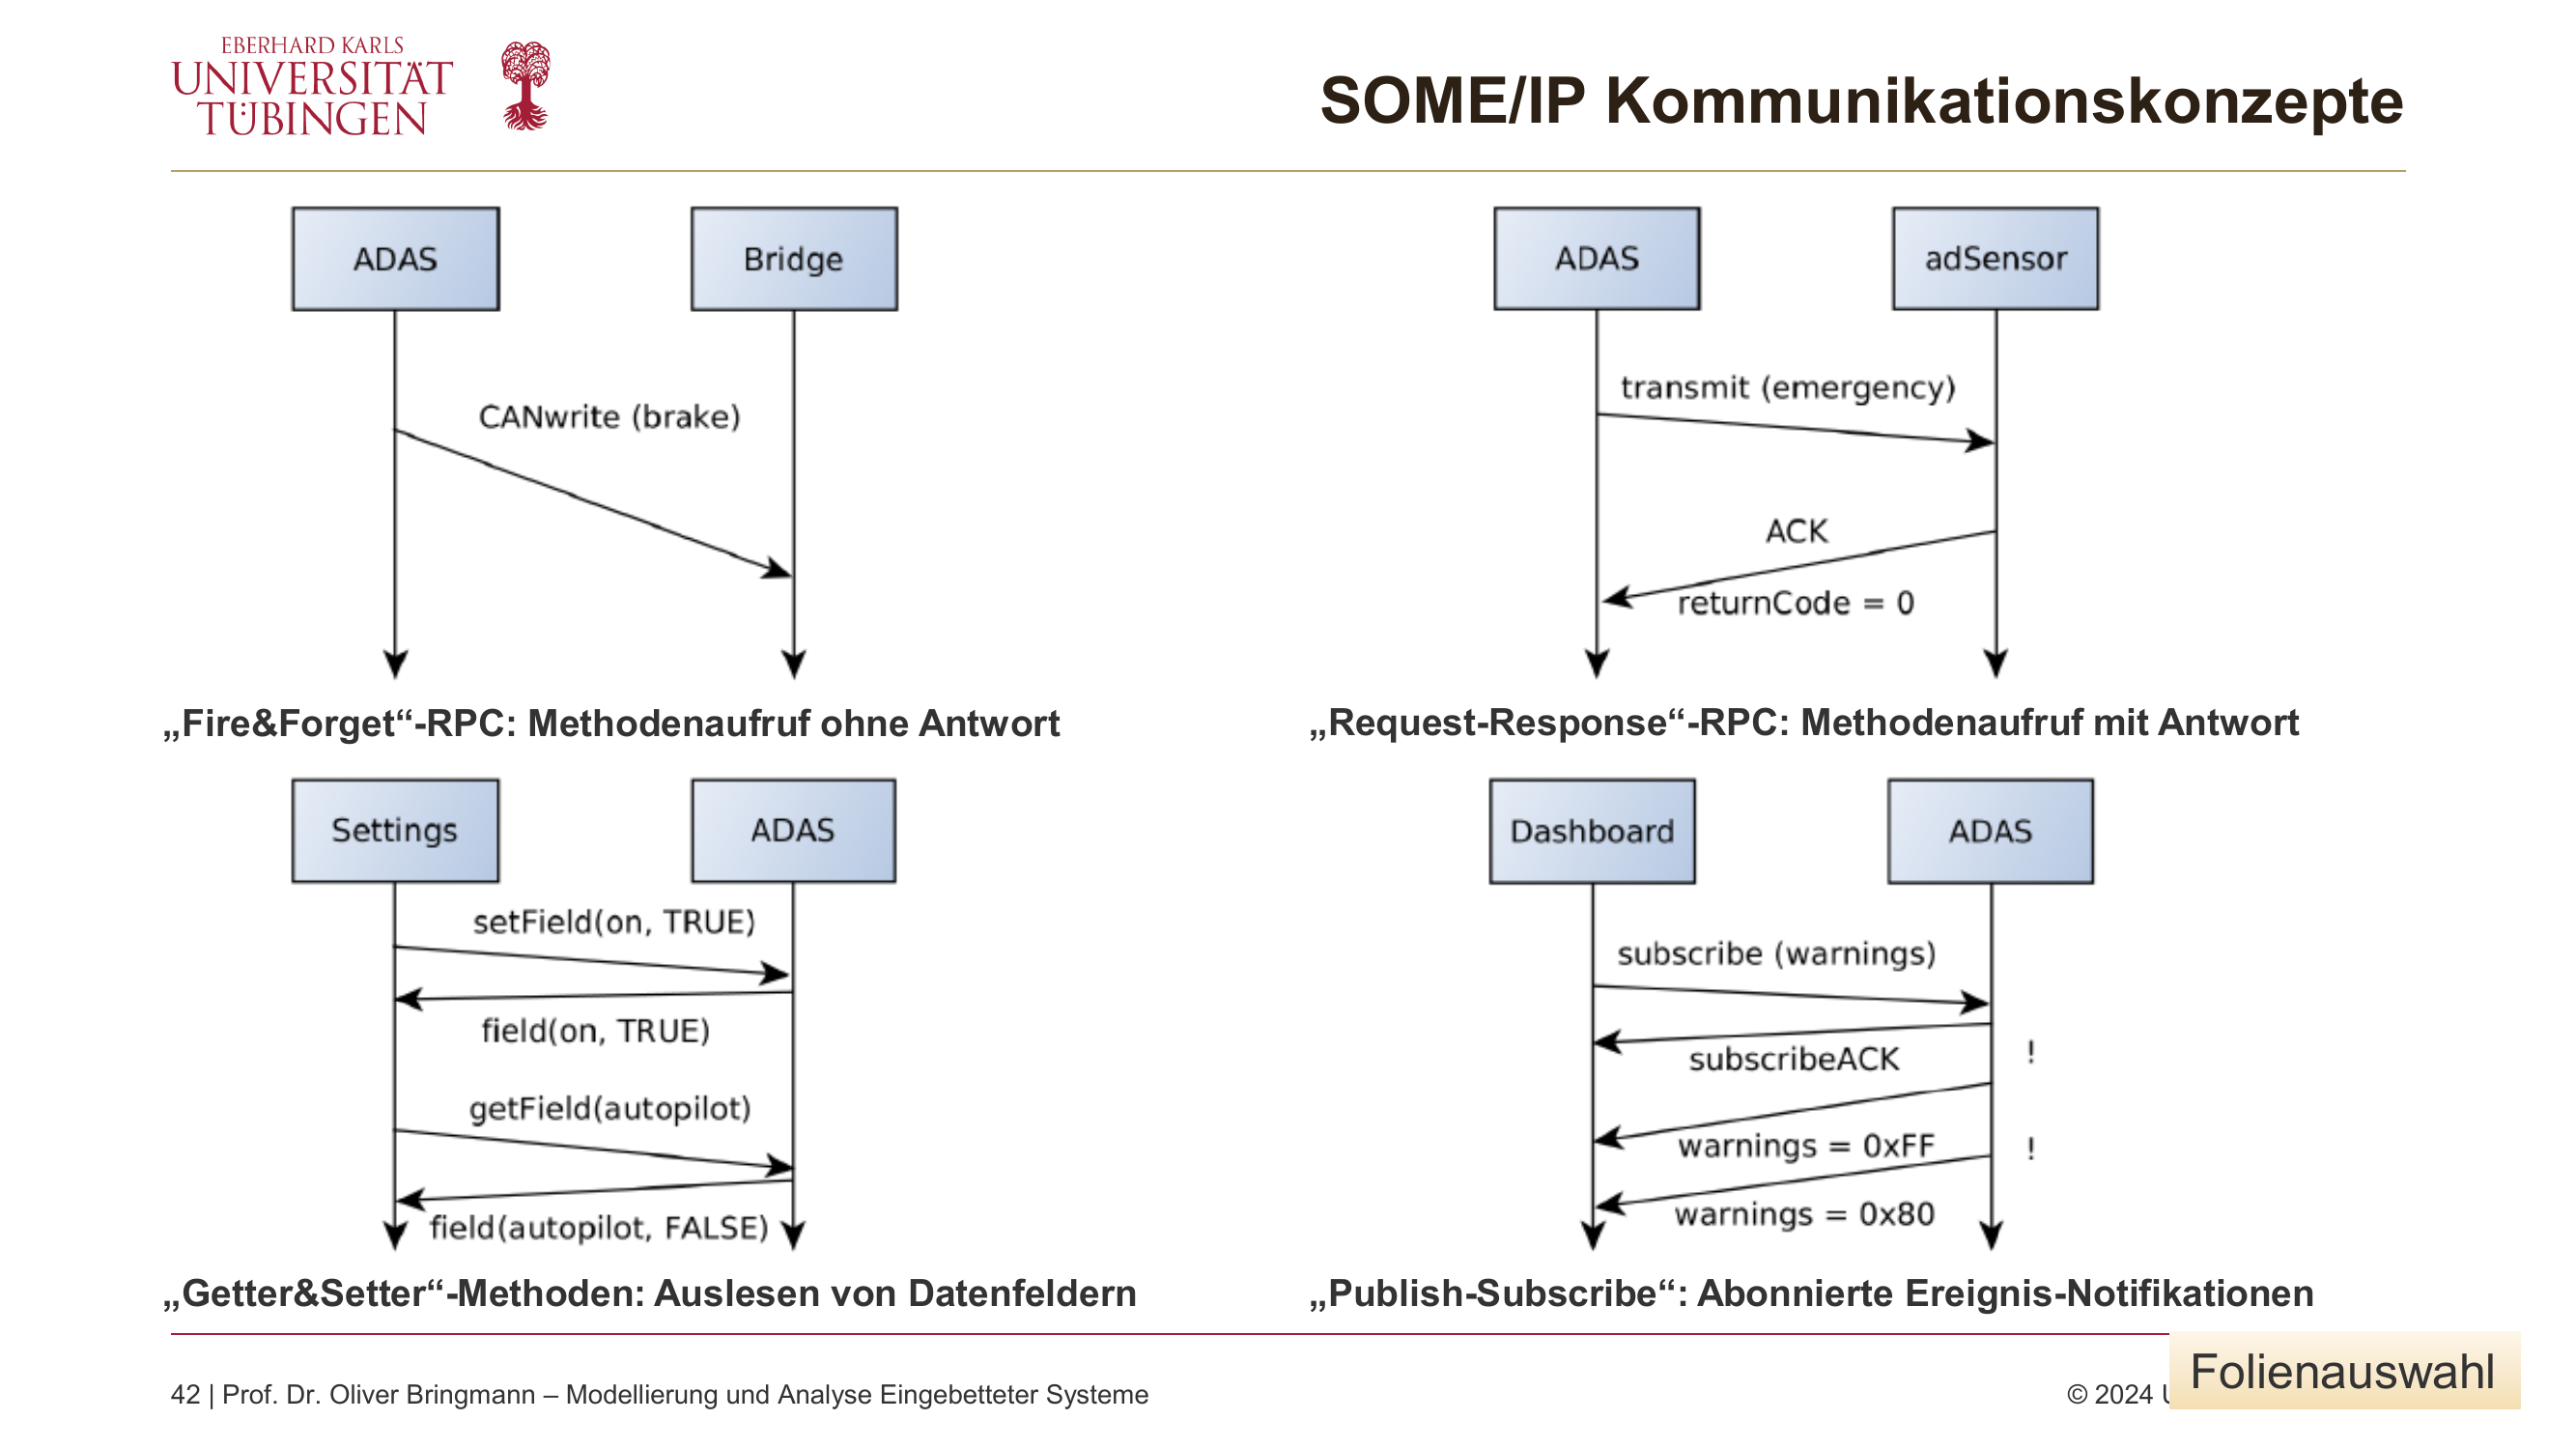 EBERHARD KARLS
UNIVERSITÄT
TÜBINGEN
SOME/IP Kommunikationskonzepte
ADAS
Bridge
CANwrite (brake)
„Fire&Forget“-RPC: Methodenaufruf ohne Antwort
ADAS
adSensor
transmit (emergency)
ACK
returnCode = 0
„Request-Response“-RPC: Methodenaufruf mit Antwort
Settings
ADAS
setField(on, TRUE)
field(on, TRUE)
getField(autopilot)
field(autopilot, FALSE)
„Getter&Setter“-Methoden: Auslesen von Datenfeldern
Dashboard
ADAS
subscribe (warnings)
subscribeACK
!
warnings = 0xFF
!
warnings = 0x80
„Publish-Subscribe“: Abonnierte Ereignis-Notifikationen
42 | Prof. Dr. Oliver Bringmann – Modellierung und Analyse Eingebetteter Systeme
© 2024
Folienauswahl